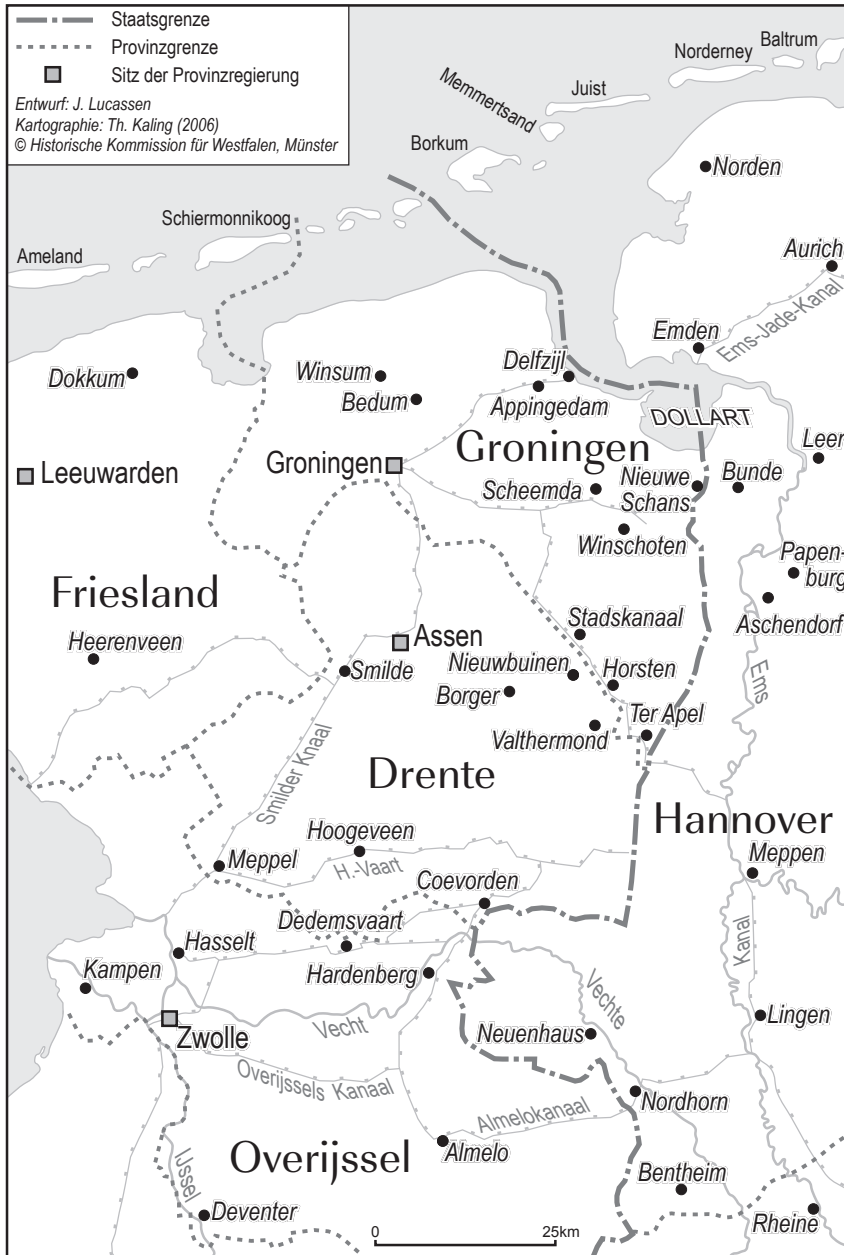 Staatsgrenze
Provinzgrenze
Sitz der Provinzregierung
Entwurf: J. Lucassen
Kartographie: Th. Kaling (2006)
© Historische Kommission für Westfalen, Münster
Baltrum
Norderney
Juist
Memmertsand
Borkum
Norden
Schiermonnikoog
Ameland
Aurich
Ems-Jade-Kanal
Emden
Delfzijl
Winsum
Dokkum
Bedum
Appingedam
DOLLART
Groningen
Leer
Groningen
Leeuwarden
Scheemda
Nieuwe
Schans
Bunde
Winschoten
Papen-
burg
Friesland
Aschendorf
Stadskanaal
Assen
Heerenveen
Smilde
Nieuwbuinen
Horsten
Ems
Borger
Ter Apel
Valthermond
Smilder Knaal
Drente
Hannover
Hoogeveen
Meppel
H.-Vaart
Meppen
Coevorden
Dedemsvaart
Hasselt
Kanal
Kampen
Hardenberg
Vechte
Lingen
Zwolle
Vecht
Neuenhaus
Overijssels Kanaal
Nordhorn
Almelokanaal
Overijssel
Almelo
IJssel
Bentheim
Deventer
Rheine
0
25km